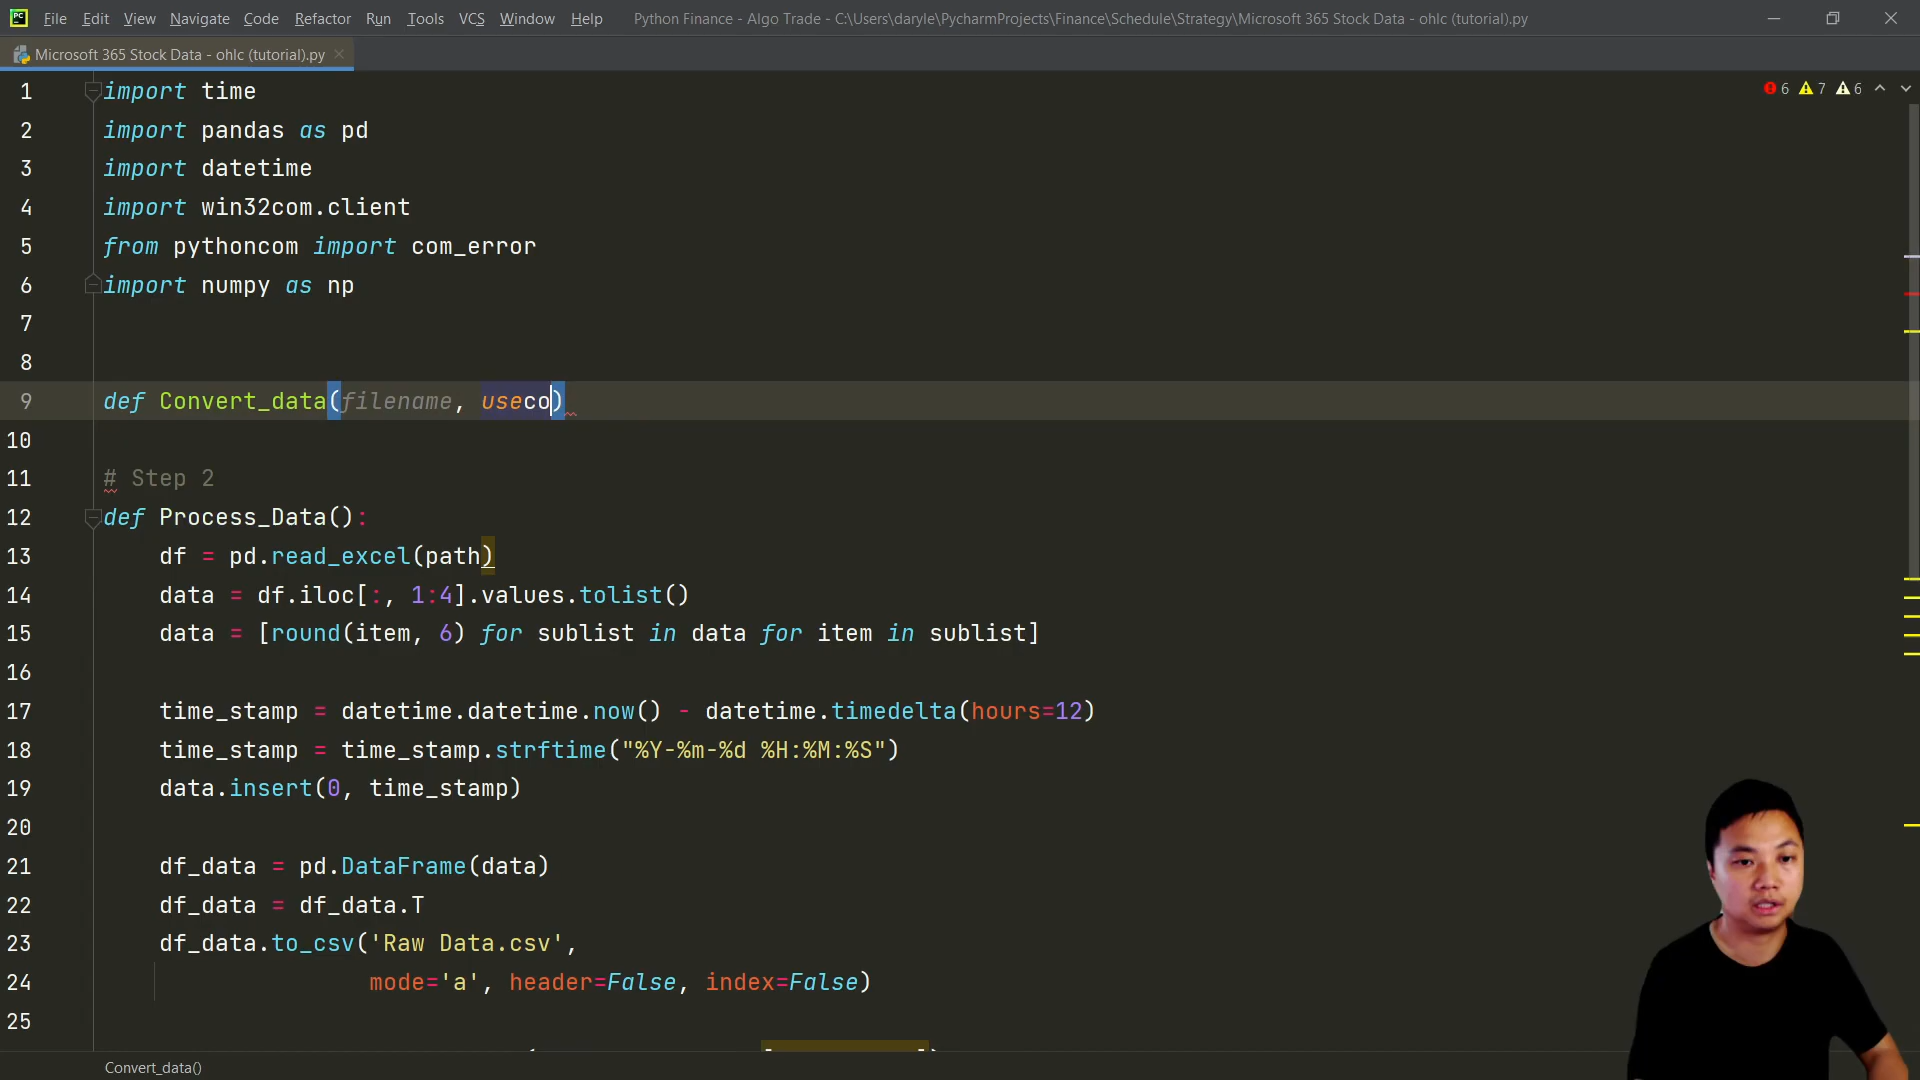 PC File Edit View Navigate Code Refactor Run Tools VCS Window Help Python Finance - Algo Trade - C:\Users\daryle\PycharmProjects\Finance\Schedule\Strategy\Microsoft 365 Stock Data - ohlc (tutorial).py
Microsoft 365 Stock Data - ohlc (tutorial).py
6 7 6
1 import time
2 import pandas as pd
3 import datetime
4 import win32com.client
5 from pythoncom import com_error
6 import numpy as np
7
8
9 def Convert_data(filename, useco)
10
11 # Step 2
12 def Process_Data():
13 df = pd.read_excel(path)
14 data = df.iloc[:, 1:4].values.tolist()
15 data = [round(item, 6) for sublist in data for item in sublist]
16
17 time_stamp = datetime.datetime.now() - datetime.timedelta(hours=12)
18 time_stamp = time_stamp.strftime("%Y-%m-%d %H:%M:%S")
19 data.insert(0, time_stamp)
20
21 df_data = pd.DataFrame(data)
22 df_data = df_data.T
23 df_data.to_csv('Raw Data.csv',
24 mode='a', header=False, index=False)
25
Convert_data()